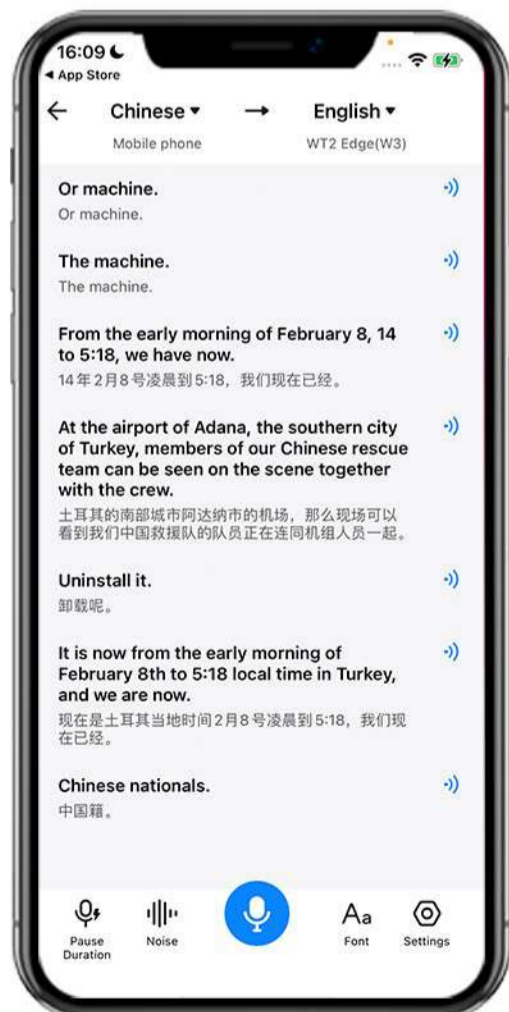 16:09
◀ App Store
← Chinese ▾ → English ▾
Mobile phone WT2 Edge(W3)
Or machine.
Or machine.
The machine.
The machine.
From the early morning of February 8, 14
to 5:18, we have now.
14年2月8号凌晨到5:18，我们现在已经。
At the airport of Adana, the southern city
of Turkey, members of our Chinese rescue
team can be seen on the scene together
with the crew.
土耳其的南部城市阿达纳市的机场，那么现场可以
看到我们中国救援队的队员正在连同机组人员一起。
Uninstall it.
卸载呢。
It is now from the early morning of
February 8th to 5:18 local time in Turkey,
and we are now.
现在是土耳其当地时间2月8号凌晨到5:18，我们现
在已经。
Chinese nationals.
中国籍。
Pause
Duration
Noise
Aa
Font
Settings